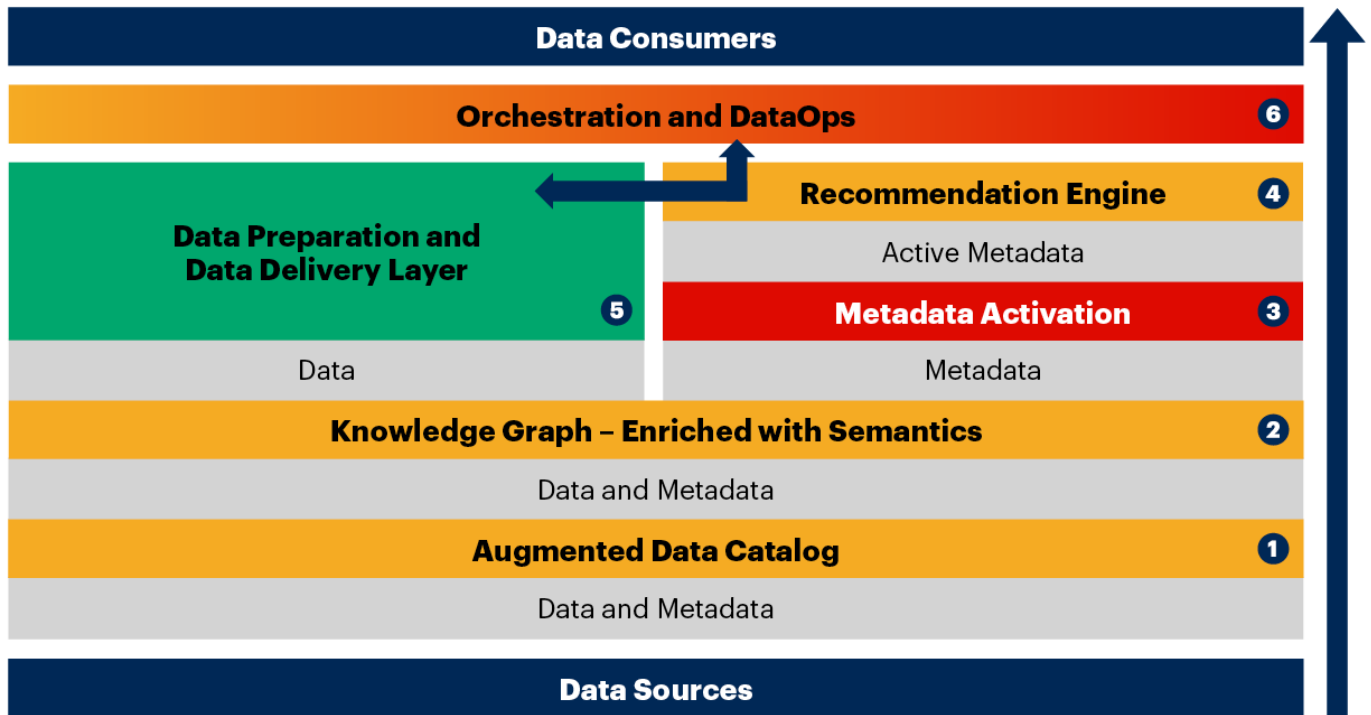 Data Consumers
Orchestration and DataOps
6
Data Preparation and
Data Delivery Layer
5
Recommendation Engine
4
Active Metadata
Metadata Activation
3
Data
Metadata
Knowledge Graph – Enriched with Semantics
2
Data and Metadata
Augmented Data Catalog
1
Data and Metadata
Data Sources